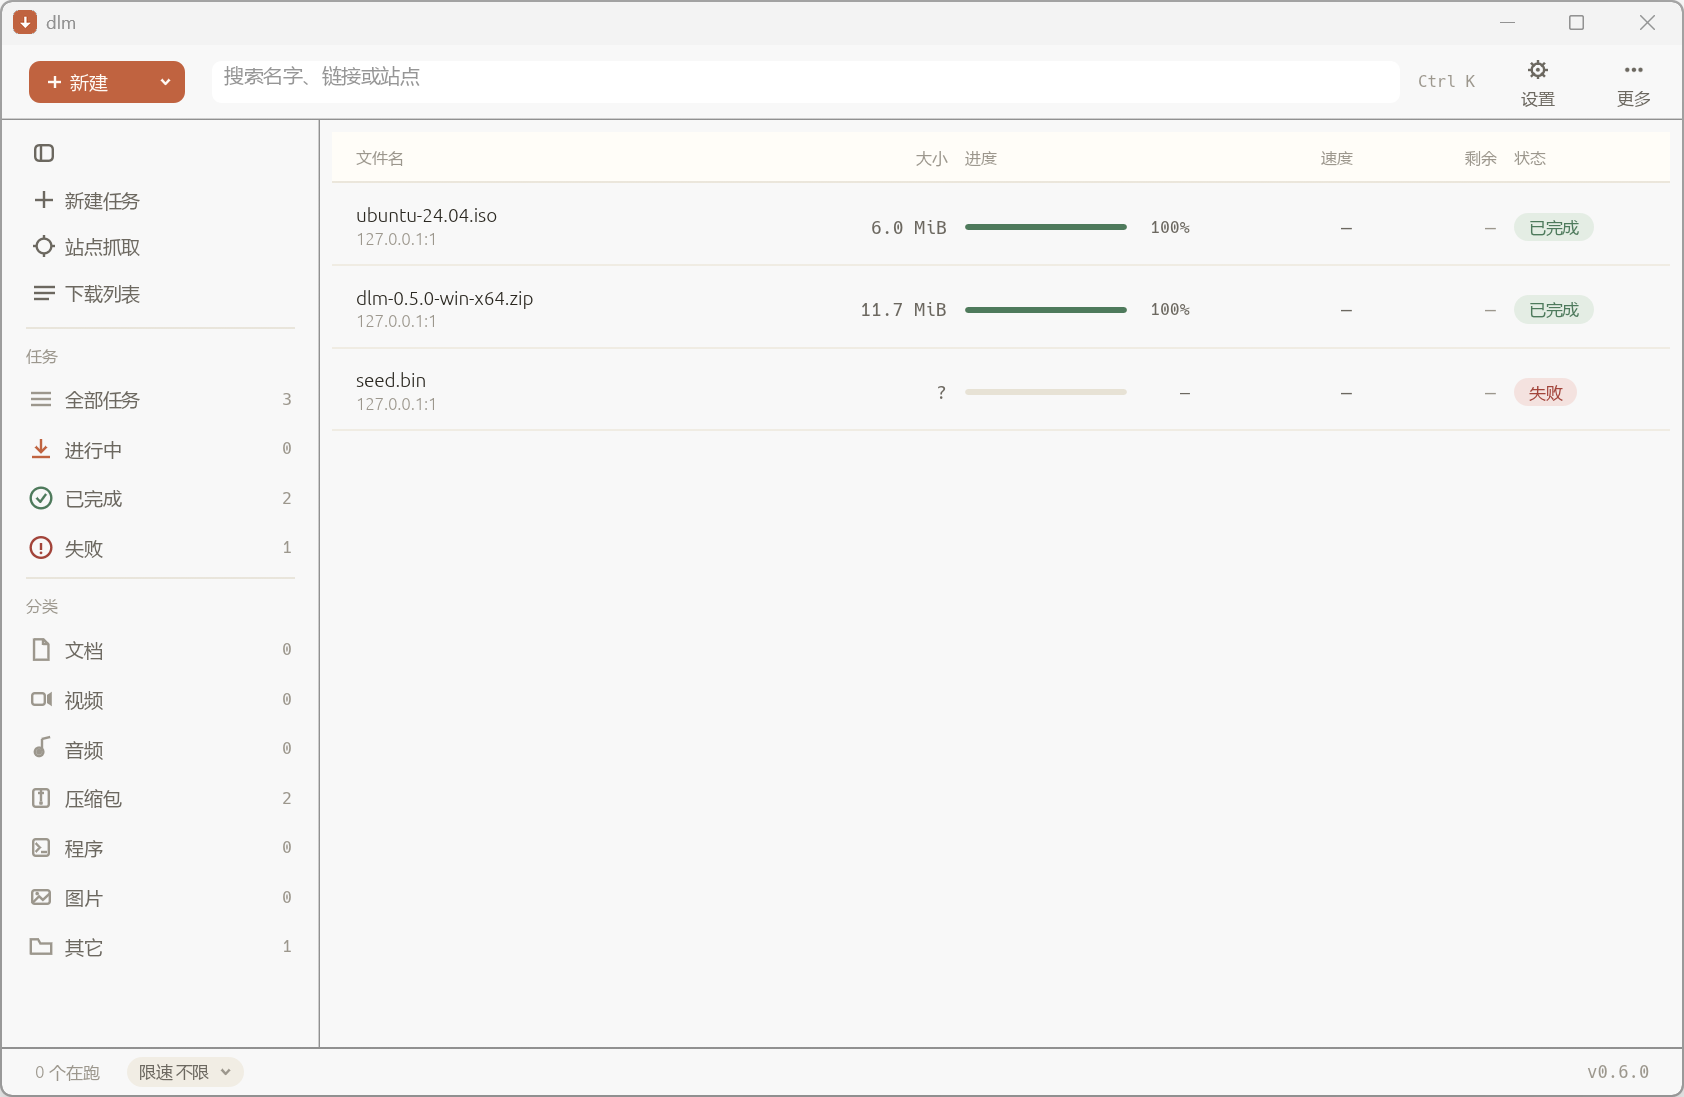 dlm
新建
搜索名字、链接或站点
Ctrl K
设置
更多
新建任务
站点抓取
下载列表
任务
全部任务 3
进行中 0
已完成 2
失败 1
分类
文档 0
视频 0
音频 0
压缩包 2
程序 0
图片 0
其它 1
文件名 大小 进度 速度 剩余 状态
ubuntu-24.04.iso
127.0.0.1:1
6.0 MiB 100% — — 已完成
dlm-0.5.0-win-x64.zip
127.0.0.1:1
11.7 MiB 100% — — 已完成
seed.bin
127.0.0.1:1
? — — — 失败
0 个在跑
限速 不限
v0.6.0